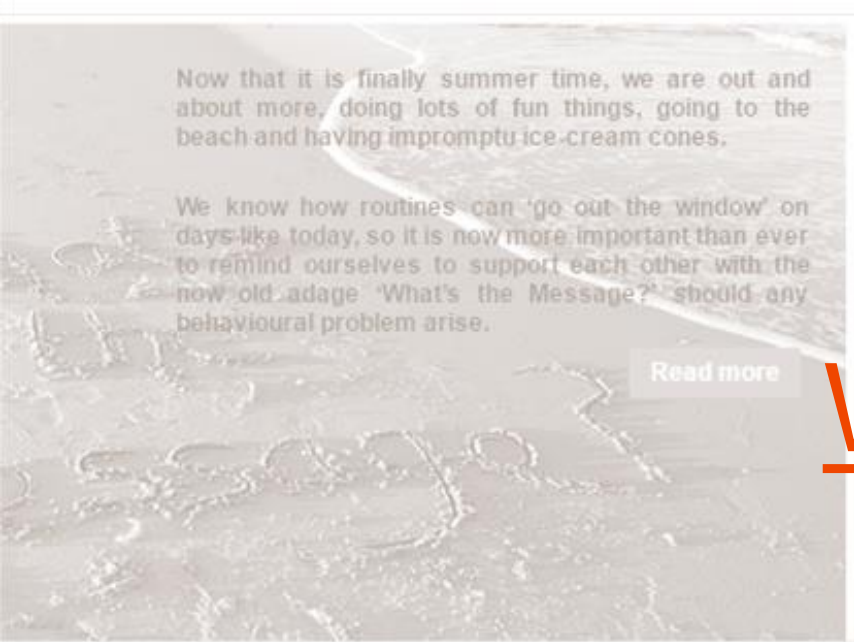 Now that it is finally summer time, we are out and
about more, doing lots of fun things, going to the
beach and having impromptu ice-cream cones.
We know how routines can ‘go out the window’ on
days like today, so it is now more important than ever
to remind ourselves to support each other with the
now old adage ‘What's the Message?’ should any
behavioural problem arise.
Read more